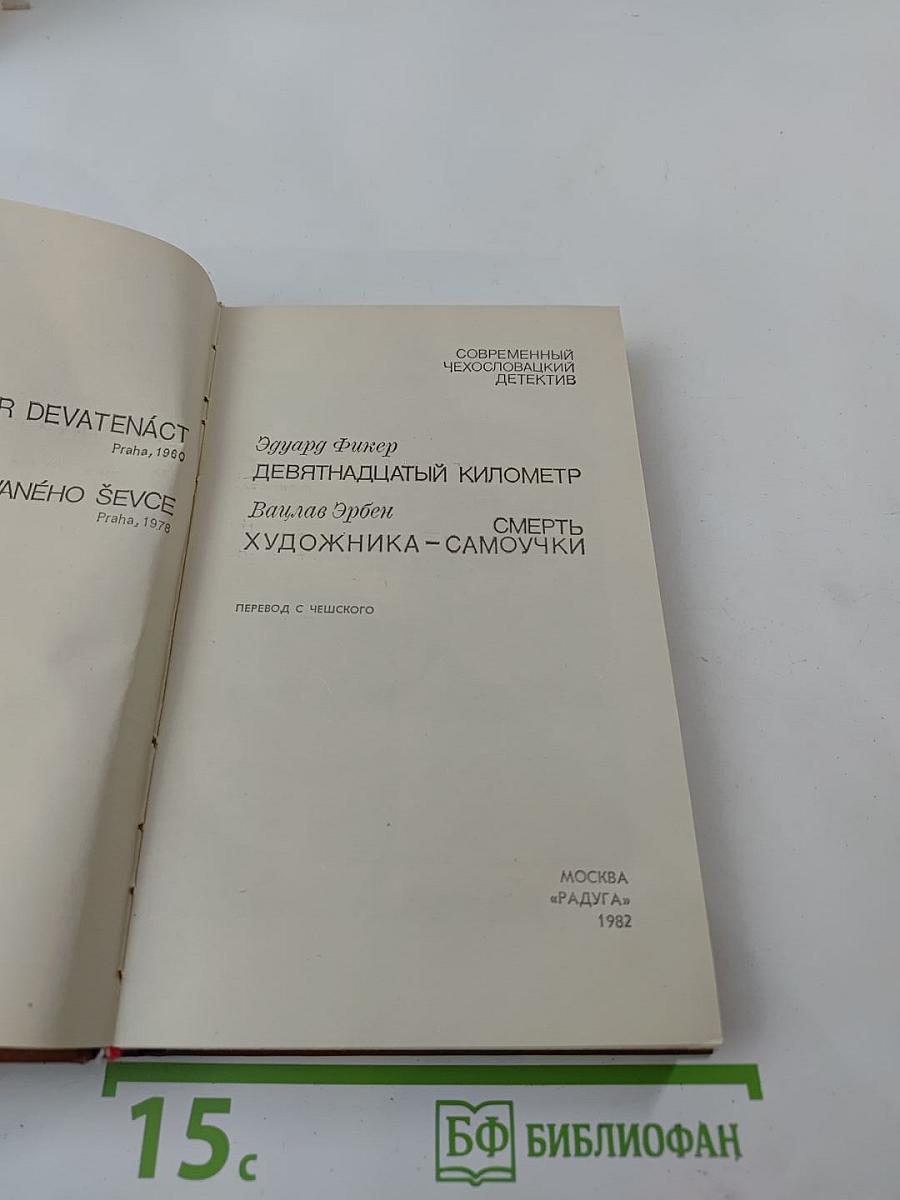 R DEVATENÁCT
Praha, 1960
VANÉHO ŠEVCE
Praha, 1978
СОВРЕМЕННЫЙ
ЧЕХОСЛОВАЦКИЙ
ДЕТЕКТИВ
Эдуард Фикер
ДЕВЯТНАДЦАТЫЙ КИЛОМЕТР
Вацлав Эрбен
СМЕРТЬ
ХУДОЖНИКА – САМОУЧКИ
ПЕРЕВОД С ЧЕШСКОГО
МОСКВА
«РАДУГА»
1982
15 с
БФ БИБЛИОФАН